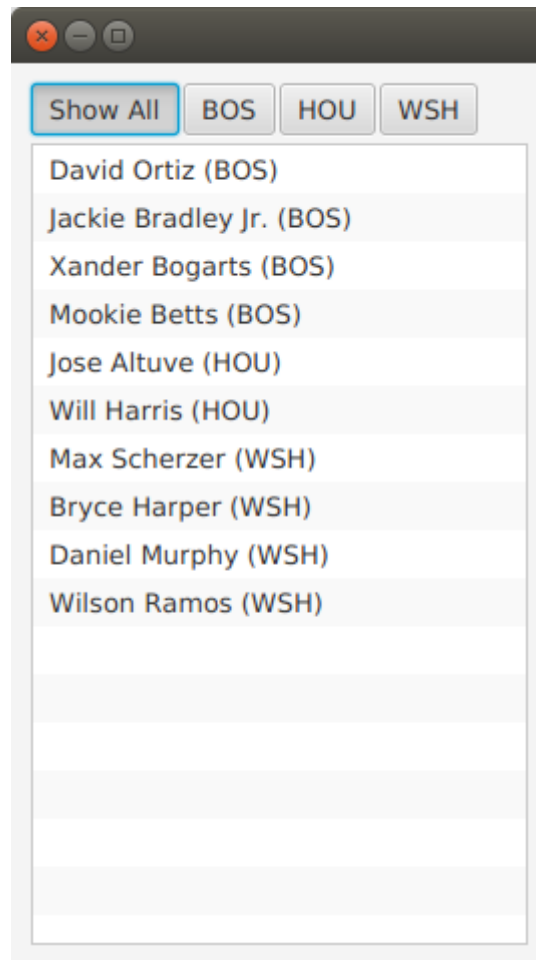 Show All BOS HOU WSH
David Ortiz (BOS)
Jackie Bradley Jr. (BOS)
Xander Bogarts (BOS)
Mookie Betts (BOS)
Jose Altuve (HOU)
Will Harris (HOU)
Max Scherzer (WSH)
Bryce Harper (WSH)
Daniel Murphy (WSH)
Wilson Ramos (WSH)